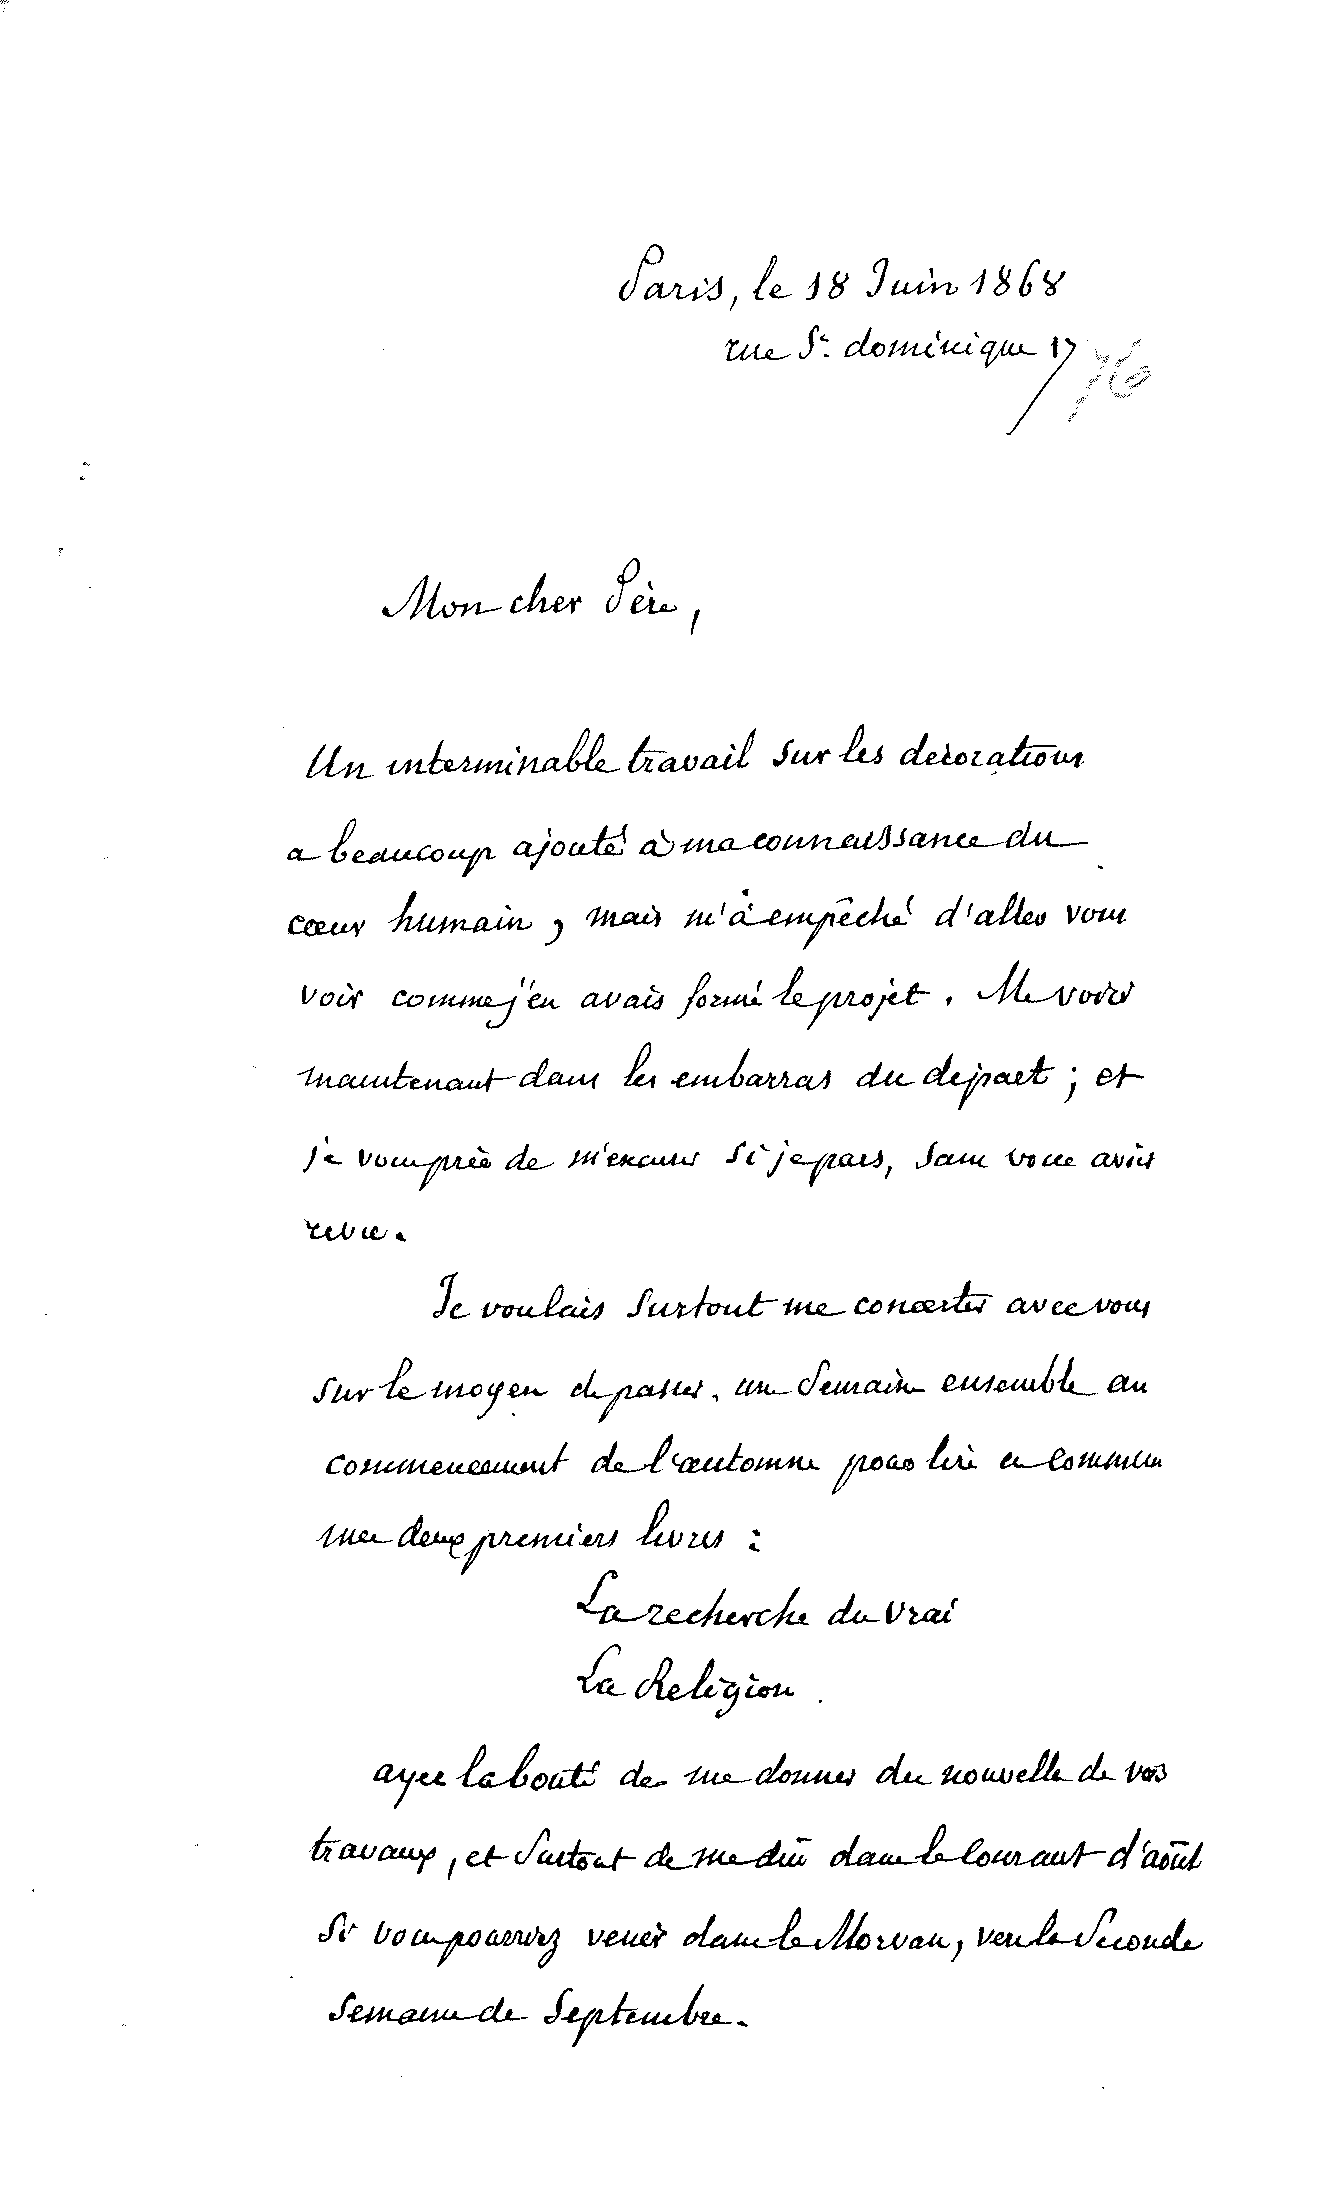 Paris, le 18 Juin 1868
rue St. dominique 17
76
Mon cher Père,
Un interminable travail sur les décorations
a beaucoup ajouté à ma connaissance du
cœur humain, mais m'a empêché d'aller vous
voir comme j'en avais formé le projet. Me voici
maintenant dans les embarras du départ ; et
je vous prie de m'excuser si je pars, sans vous avoir
revu.
Je voulais surtout me concerter avec vous
sur le moyen de passer, une semaine ensemble au
commencement de l'automne pour lire en commun
mes deux premiers livres :
La recherche du vrai
La Religion.
ayez la bonté de me donner des nouvelles de vos
travaux, et surtout de me dire dans le courant d'août
si vous pourriez venir dans le Morvan, vers la seconde
semaine de Septembre.